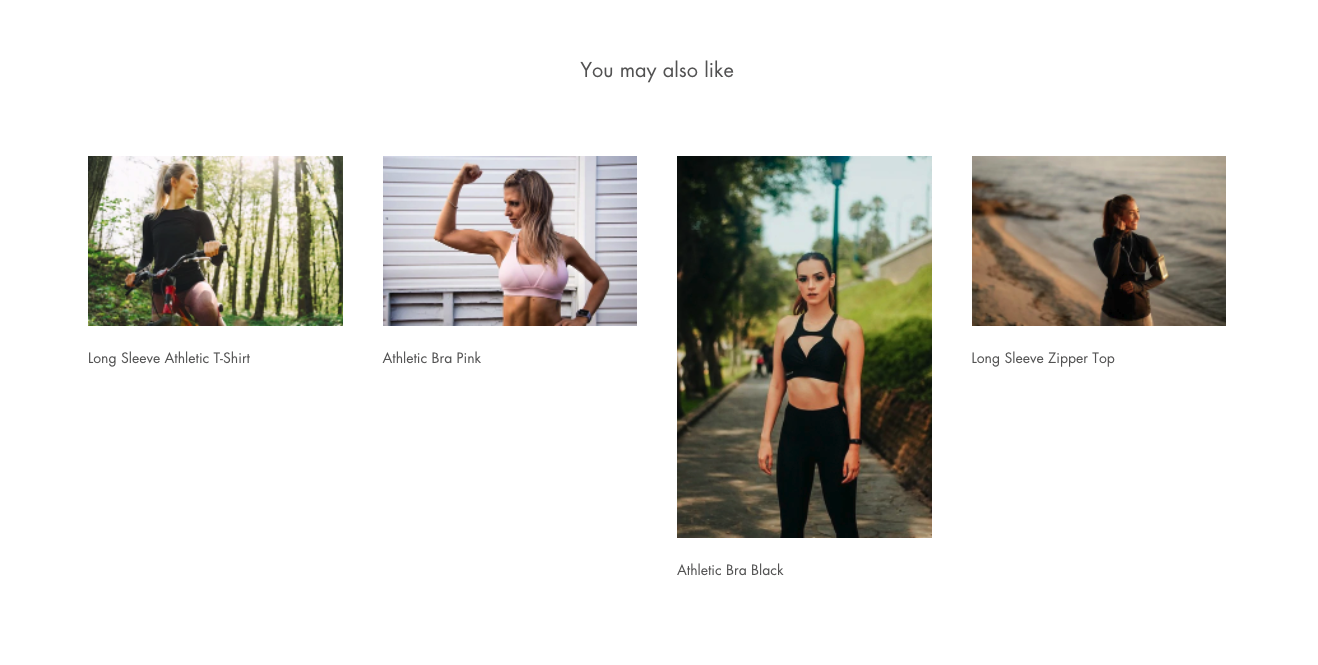 You may also like
Long Sleeve Athletic T-Shirt
Athletic Bra Pink
Athletic Bra Black
Long Sleeve Zipper Top